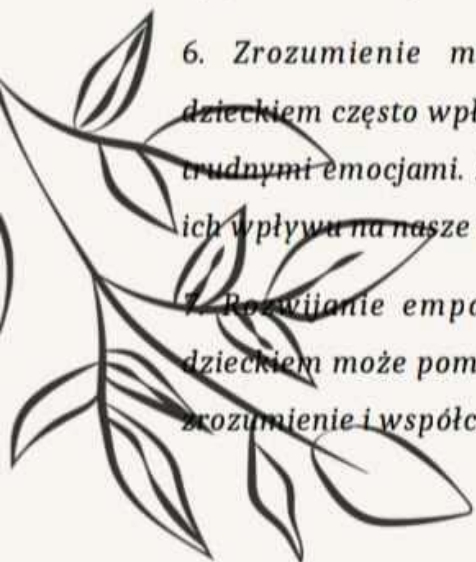 6. Zrozumienie m
dzieckiem często wpł
trudnymi emocjami.
ich wpływu na nasze
7. Rozwijanie empa
dzieckiem może pom
zrozumienie i współc